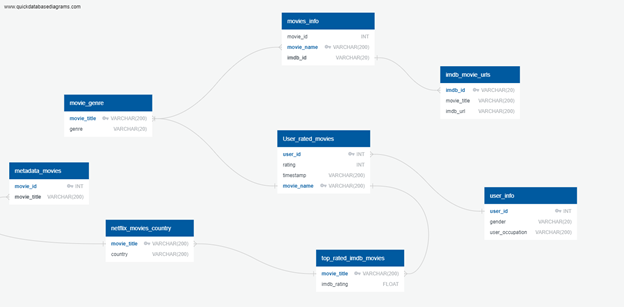 www.quickdatabasediagrams.com
movies_info
movie_id INT
movie_name VARCHAR(200)
imdb_id VARCHAR(20)
imdb_movie_urls
imdb_id VARCHAR(20)
movie_title VARCHAR(200)
imdb_url VARCHAR(200)
movie_genre
movie_title VARCHAR(200)
genre VARCHAR(20)
User_rated_movies
user_id INT
rating INT
timestamp VARCHAR(200)
movie_name VARCHAR(200)
metadata_movies
movie_id INT
movie_title VARCHAR(200)
user_info
user_id INT
gender VARCHAR(20)
user_occupation VARCHAR(200)
netflix_movies_country
movie_title VARCHAR(200)
country VARCHAR(200)
top_rated_imdb_movies
movie_title VARCHAR(200)
imdb_rating FLOAT